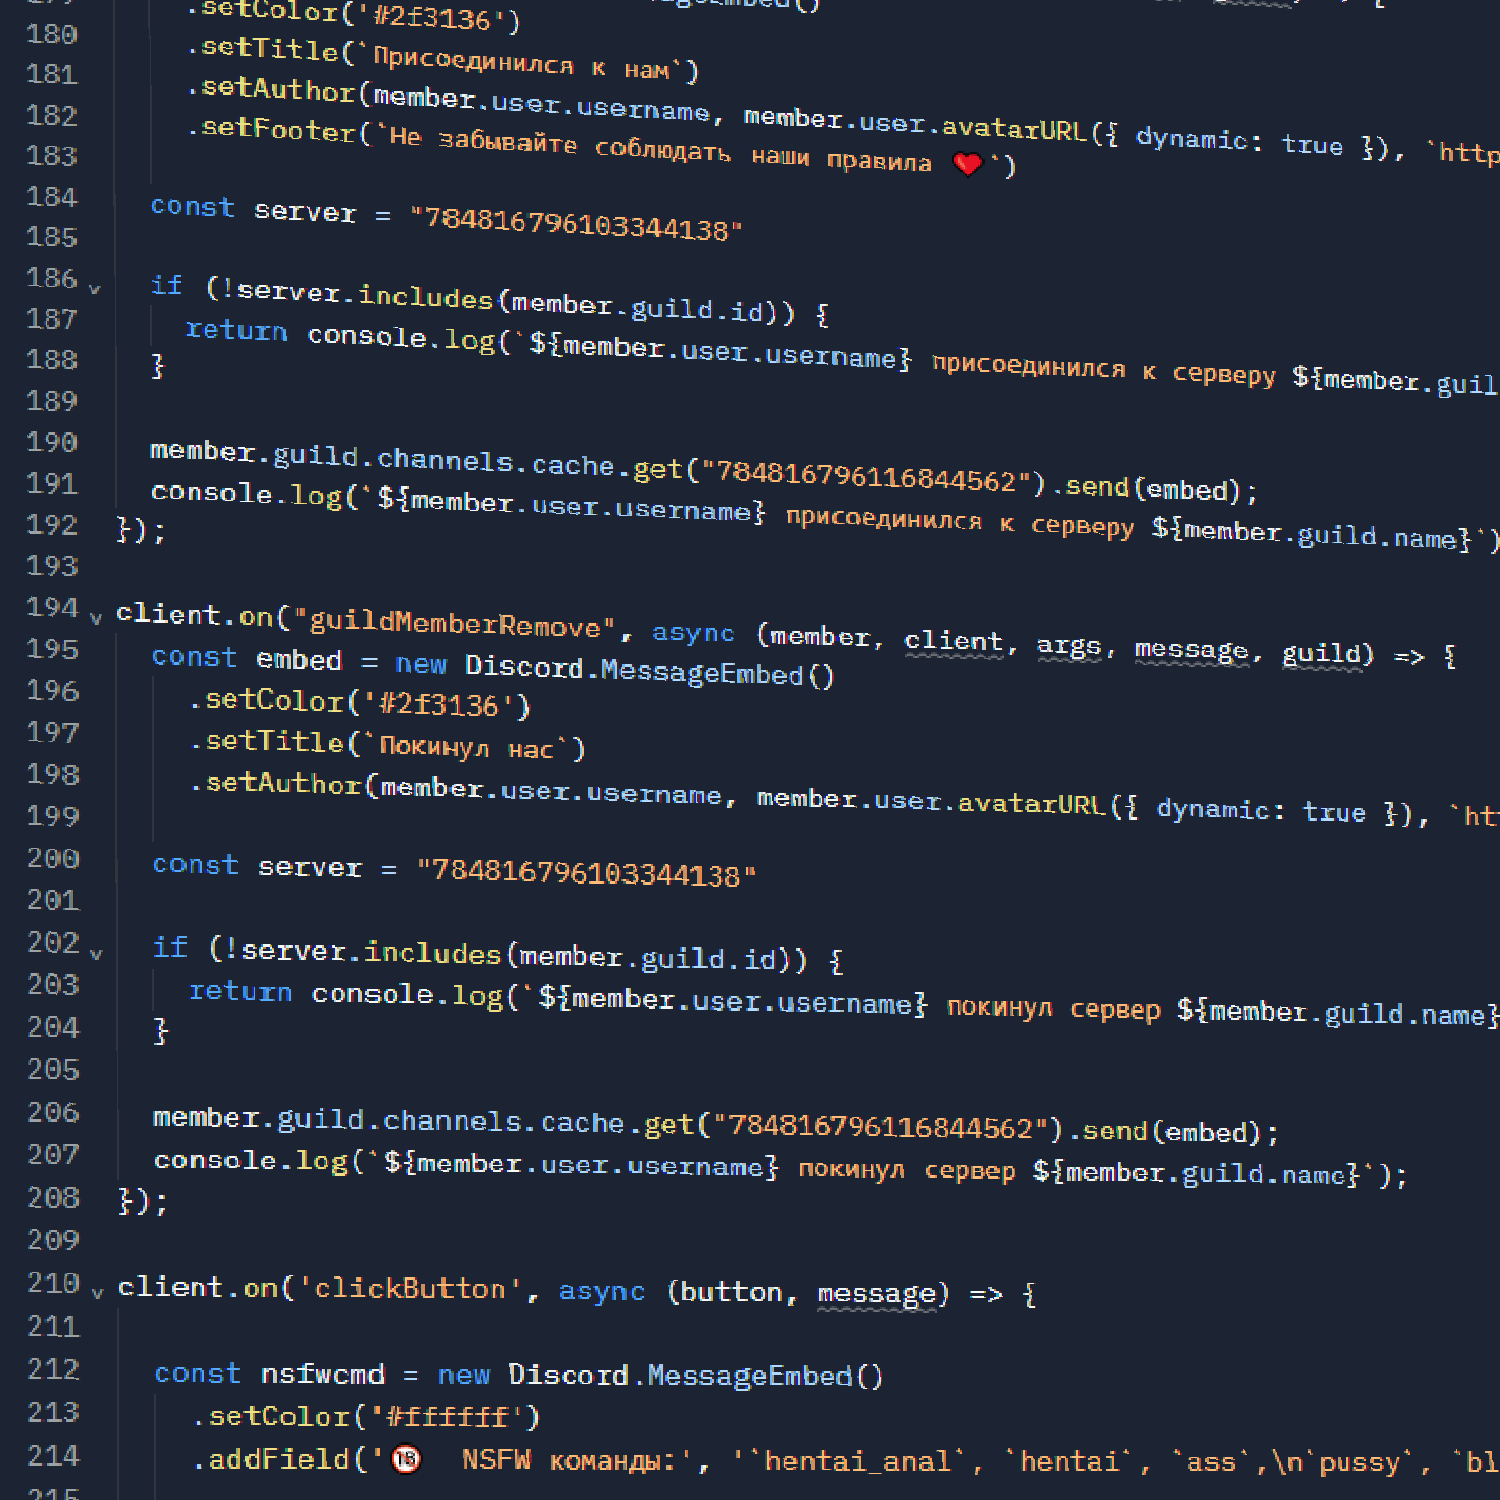 179
180 .setColor('#2f3136')
181 .setTitle(`Присоединился к нам`)
182 .setAuthor(member.user.username, member.user.avatarURL({ dynamic: true }), `http
183 .setFooter(`Не забывайте соблюдать наши правила ❤️`)
184
185 const server = "784816796103344138"
186
187 if (!server.includes(member.guild.id)) {
188 return console.log(`${member.user.username} присоединился к серверу ${member.guil
189 }
190
191 member.guild.channels.cache.get("784816796116844562").send(embed);
192 console.log(`${member.user.username} присоединился к серверу ${member.guild.name}`)
193 });
194 client.on("guildMemberRemove", async (member, client, args, message, guild) => {
195 const embed = new Discord.MessageEmbed()
196 .setColor('#2f3136')
197 .setTitle(`Покинул нас`)
198 .setAuthor(member.user.username, member.user.avatarURL({ dynamic: true }), `htt
199
200 const server = "784816796103344138"
201
202 if (!server.includes(member.guild.id)) {
203 return console.log(`${member.user.username} покинул сервер ${member.guild.name}
204 }
205
206 member.guild.channels.cache.get("784816796116844562").send(embed);
207 console.log(`${member.user.username} покинул сервер ${member.guild.name}`);
208 });
209
210 client.on('clickButton', async (button, message) => {
211
212 const nsfwcmd = new Discord.MessageEmbed()
213 .setColor('#ffffff')
214 .addField('🔞 NSFW команды:', '`hentai_anal`, `hentai`, `ass`,\n`pussy`, `bl
215